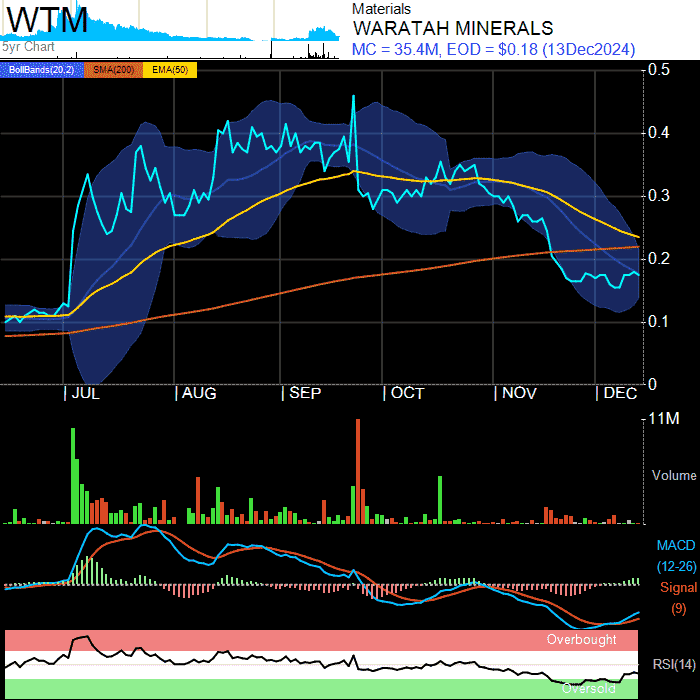 WTM
5yr Chart
Materials
WARATAH MINERALS
MC = 35.4M, EOD = $0.18 (13Dec2024)
BollBands(20,2) SMA(200) EMA(50)
0.5
0.4
0.3
0.2
0.1
0
JUL AUG SEP OCT NOV DEC
11M
Volume
MACD
(12-26)
Signal
(9)
Overbought
RSI(14)
Oversold